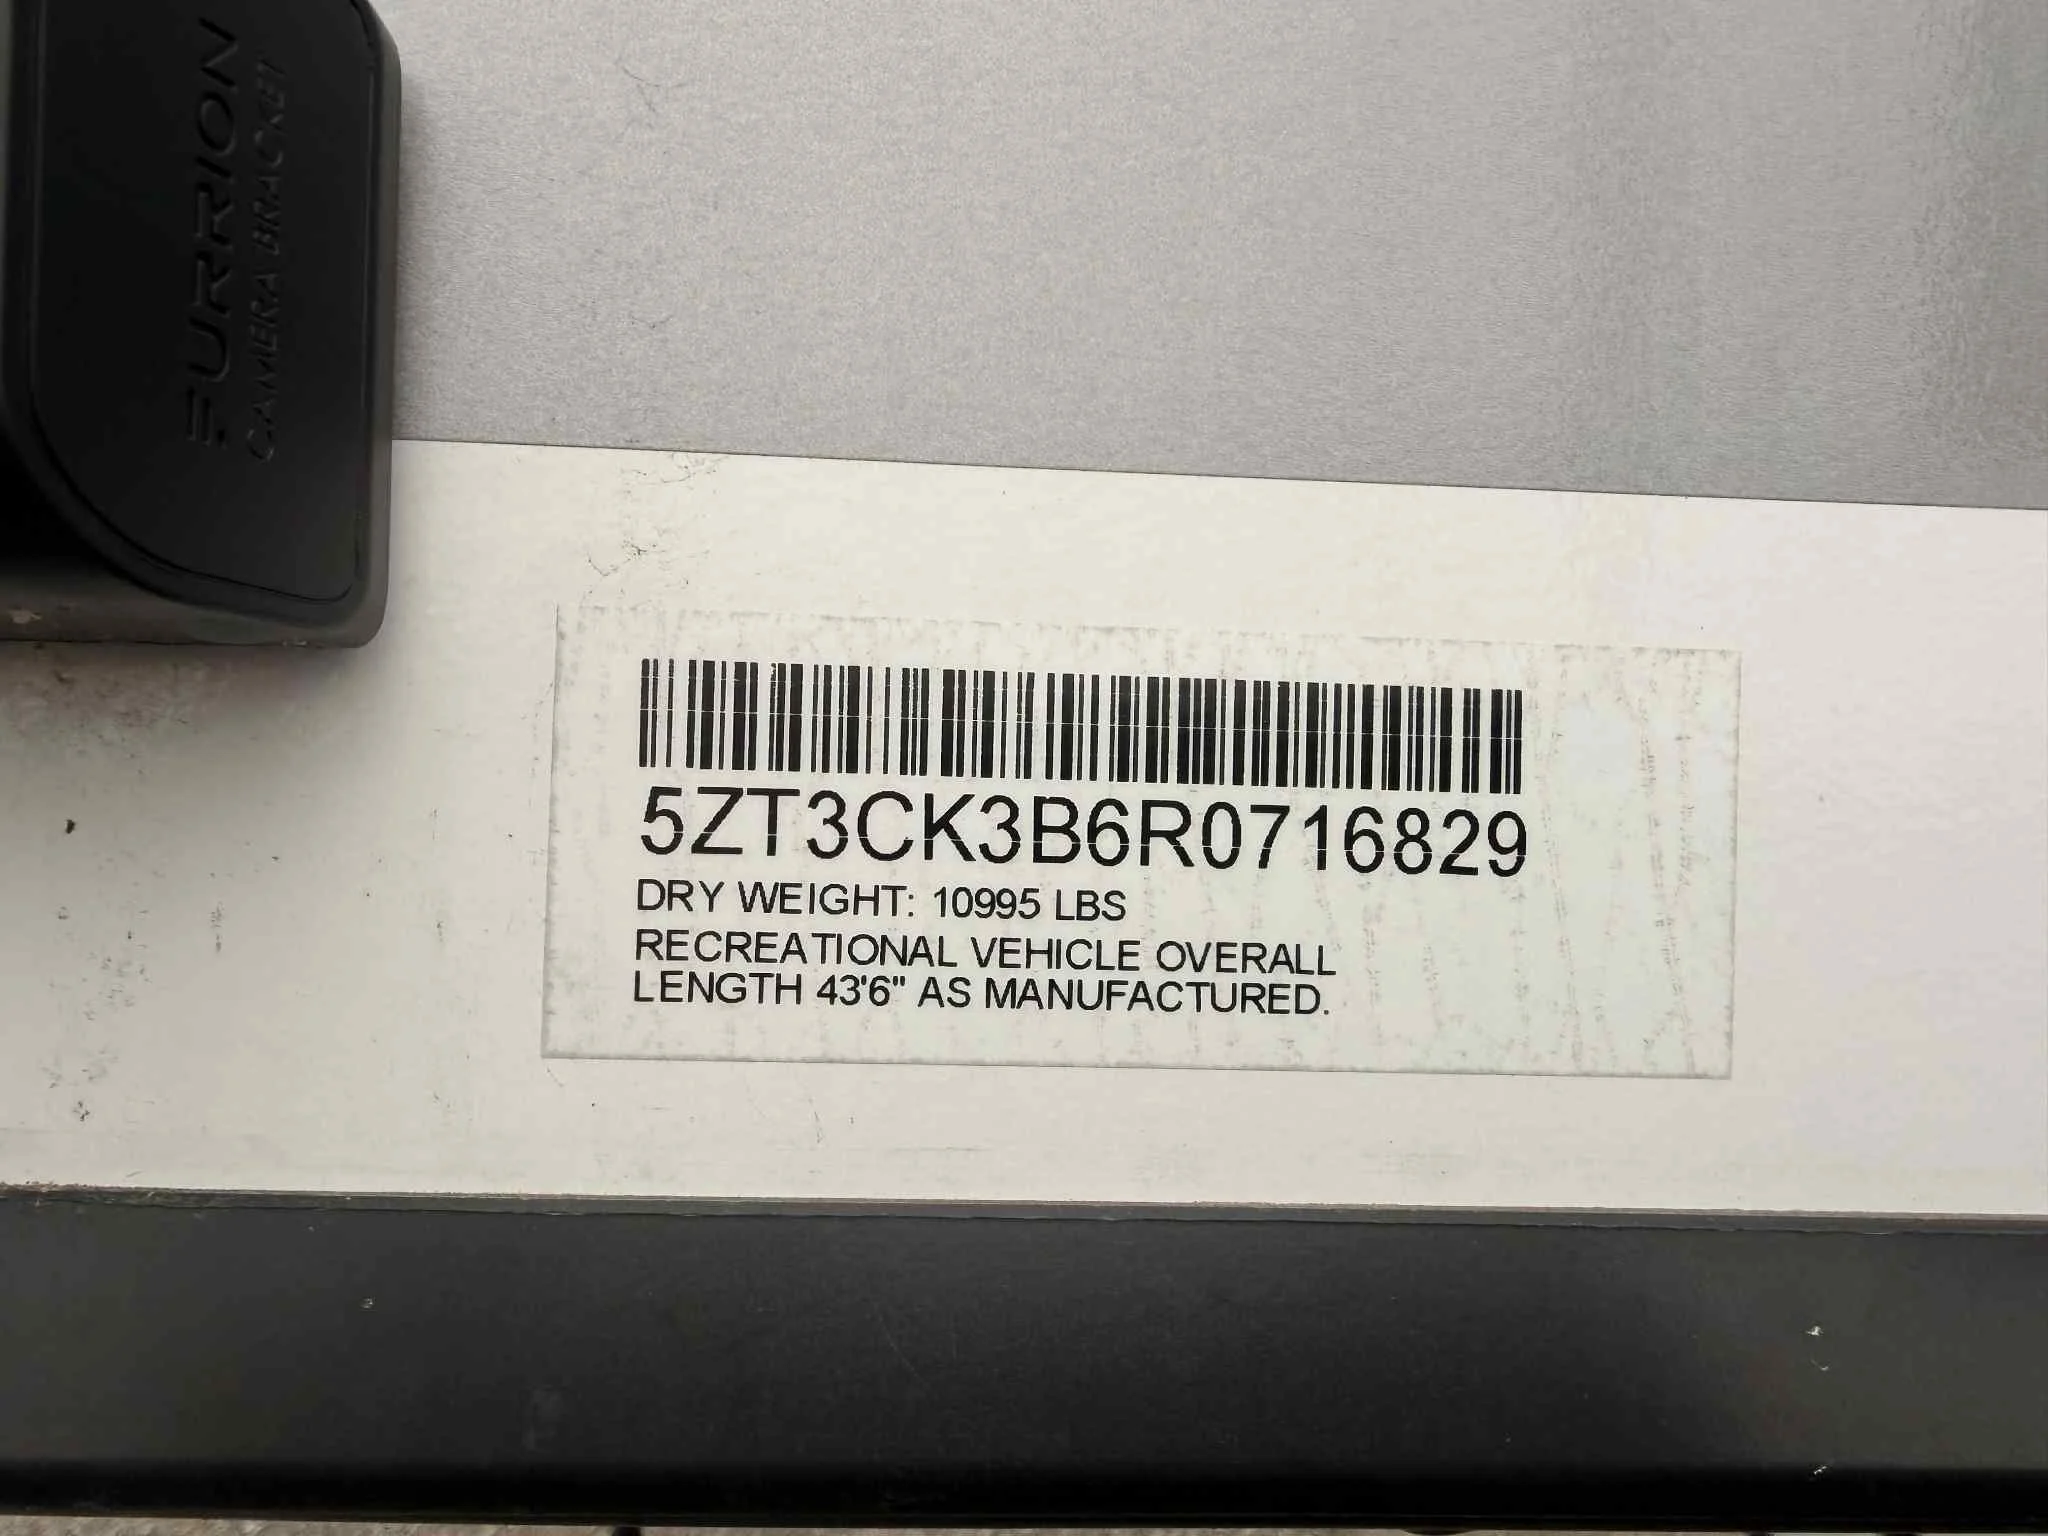 FURRION
CAMERA BRACKET
5ZT3CK3B6R0716829
DRY WEIGHT: 10995 LBS
RECREATIONAL VEHICLE OVERALL
LENGTH 43'6" AS MANUFACTURED.